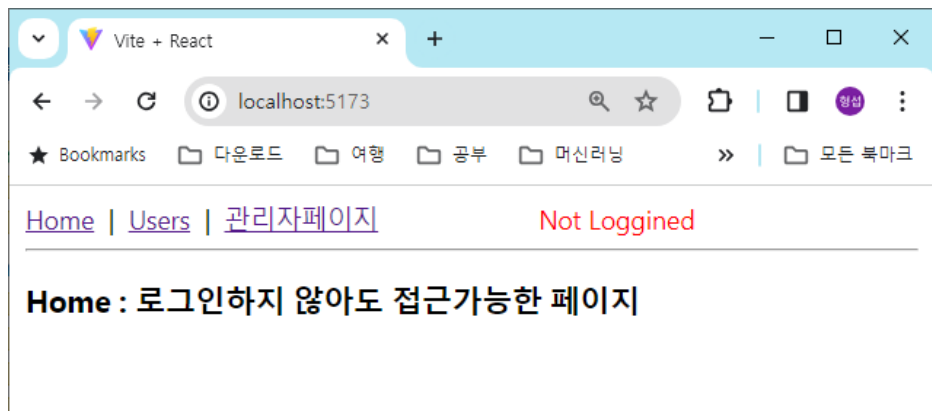 Vite + React
localhost:5173
형섭
Bookmarks 다운로드 여행 공부 머신러닝 » 모든 북마크
Home | Users | 관리자페이지 Not Loggined
Home : 로그인하지 않아도 접근가능한 페이지